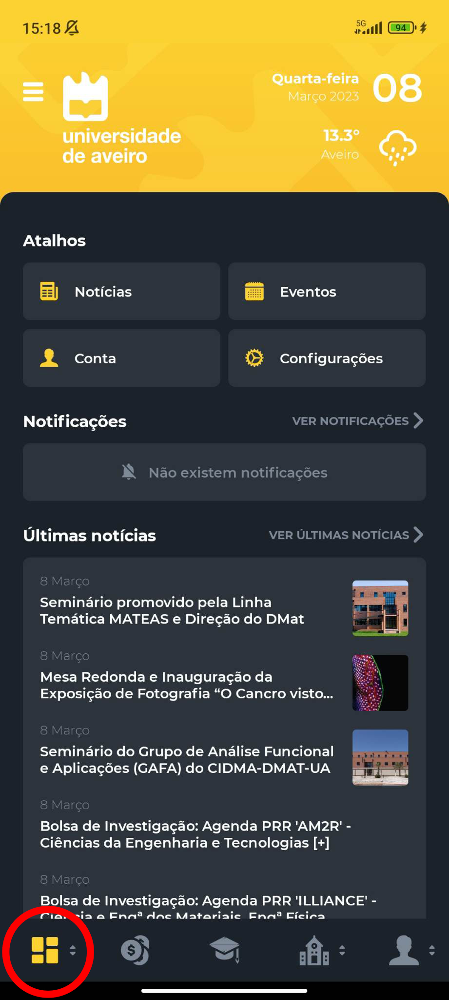 15:18
5G
94
Quarta-feira
Março 2023
08
universidade
de aveiro
13.3°
Aveiro
Atalhos
Notícias
Eventos
Conta
Configurações
Notificações
VER NOTIFICAÇÕES
Não existem notificações
Últimas notícias
VER ÚLTIMAS NOTÍCIAS
8 Março
Seminário promovido pela Linha
Temática MATEAS e Direção do DMat
8 Março
Mesa Redonda e Inauguração da
Exposição de Fotografia “O Cancro visto...
8 Março
Seminário do Grupo de Análise Funcional
e Aplicações (GAFA) do CIDMA-DMAT-UA
8 Março
Bolsa de Investigação: Agenda PRR 'AM2R' -
Ciências da Engenharia e Tecnologias [+]
8 Março
Bolsa de Investigação: Agenda PRR 'ILLIANCE' -
Ciência e Engª dos Materiais, Engª Física